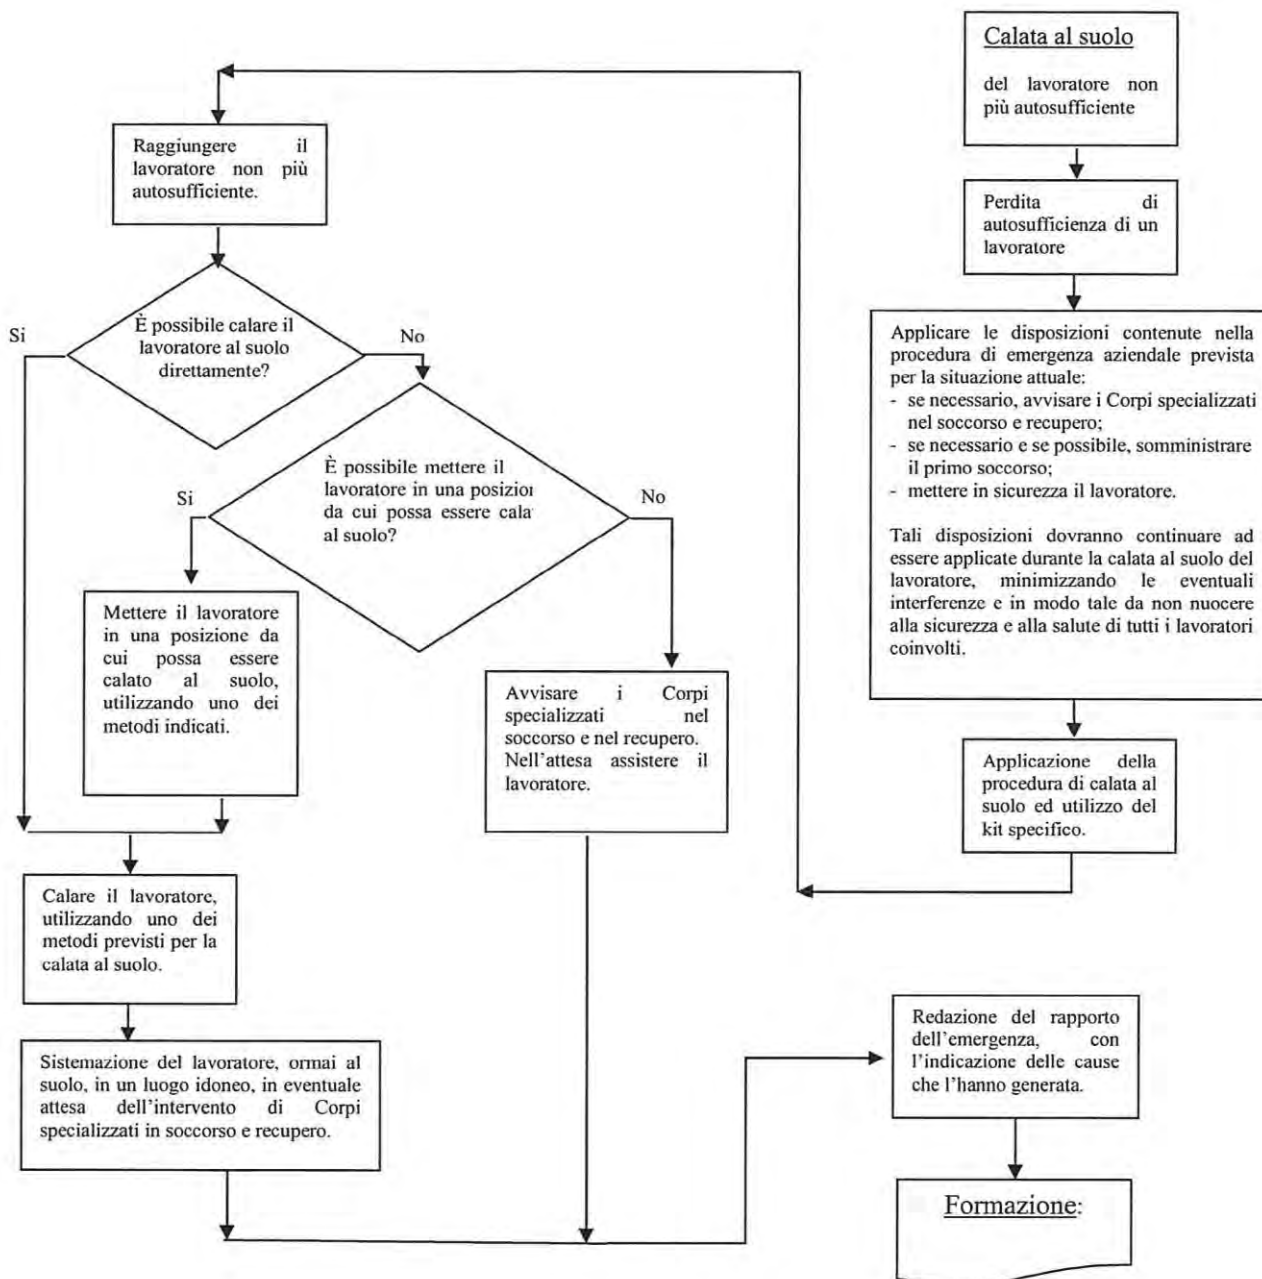 Calata al suolo
del lavoratore non
più autosufficiente
Perdita di
autosufficienza di un
lavoratore
Applicare le disposizioni contenute nella
procedura di emergenza aziendale prevista
per la situazione attuale:
- se necessario, avvisare i Corpi specializzati
nel soccorso e recupero;
- se necessario e se possibile, somministrare
il primo soccorso;
- mettere in sicurezza il lavoratore.
Tali disposizioni dovranno continuare ad
essere applicate durante la calata al suolo del
lavoratore, minimizzando le eventuali
interferenze e in modo tale da non nuocere
alla sicurezza e alla salute di tutti i lavoratori
coinvolti.
Applicazione della
procedura di calata al
suolo ed utilizzo del
kit specifico.
Raggiungere il
lavoratore non più
autosufficiente.
È possibile calare il
lavoratore al suolo
direttamente?
Si
No
È possibile mettere il
lavoratore in una posizion
da cui possa essere cala
al suolo?
Si
No
Mettere il lavoratore
in una posizione da
cui possa essere
calato al suolo,
utilizzando uno dei
metodi indicati.
Avvisare i Corpi
specializzati nel
soccorso e nel recupero.
Nell'attesa assistere il
lavoratore.
Calare il lavoratore,
utilizzando uno dei
metodi previsti per la
calata al suolo.
Sistemazione del lavoratore, ormai al
suolo, in un luogo idoneo, in eventuale
attesa dell'intervento di Corpi
specializzati in soccorso e recupero.
Redazione del rapporto
dell'emergenza, con
l'indicazione delle cause
che l'hanno generata.
Formazione: